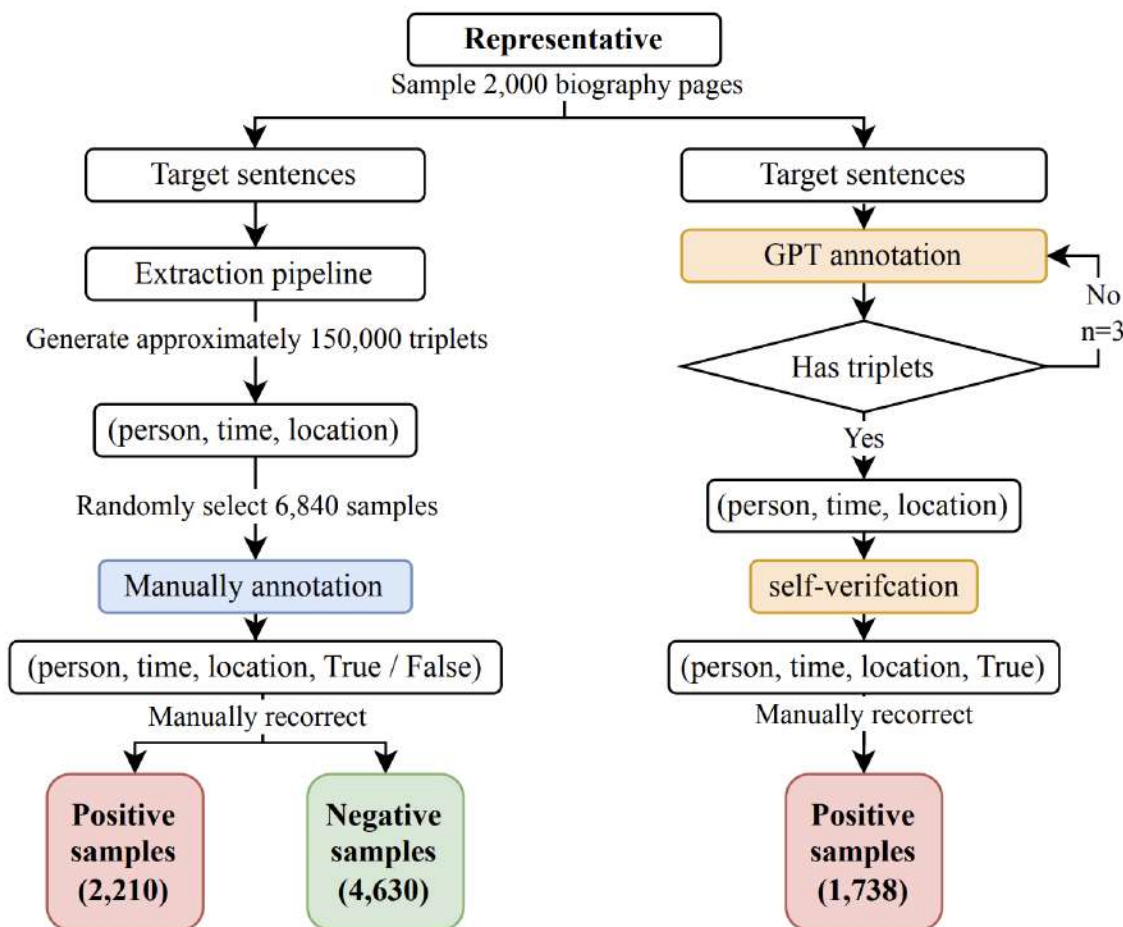 Representative
Sample 2,000 biography pages
Target sentences
Extraction pipeline
Generate approximately 150,000 triplets
(person, time, location)
Randomly select 6,840 samples
Manually annotation
(person, time, location, True / False)
Manually recorrect
Positive
samples
(2,210)
Negative
samples
(4,630)
Target sentences
GPT annotation
No
n=3
Has triplets
Yes
(person, time, location)
self-verifcation
(person, time, location, True)
Manually recorrect
Positive
samples
(1,738)